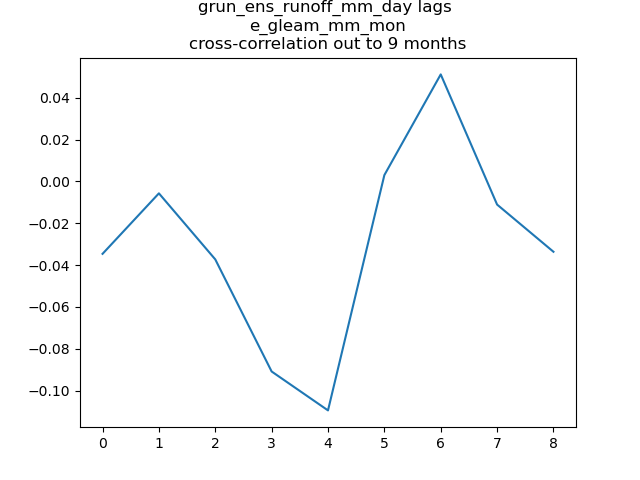 grun_ens_runoff_mm_day lags
e_gleam_mm_mon
cross-correlation out to 9 months
0.04
0.02
0.00
−0.02
−0.04
−0.06
−0.08
−0.10
0 1 2 3 4 5 6 7 8